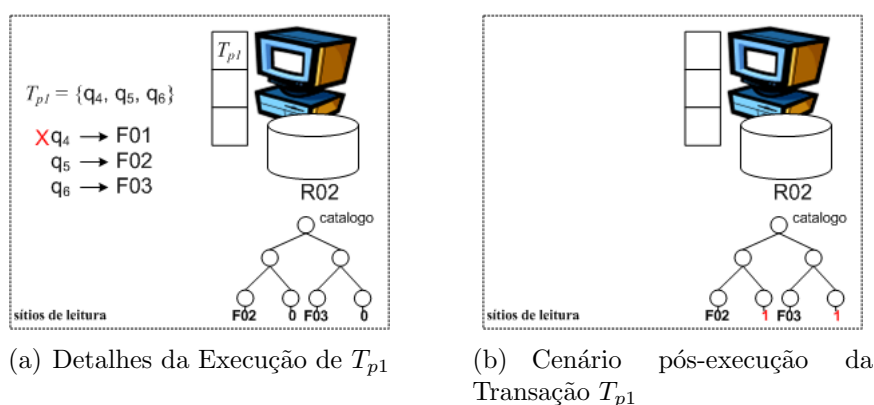 T_p1
T_p1 = {q4, q5, q6}
X q4 → F01
q5 → F02
q6 → F03
R02
catalogo
F02 0 F03 0
sítios de leitura
(a) Detalhes da Execução de T_p1
R02
catalogo
F02 1 F03 1
sítios de leitura
(b) Cenário pós-execução da
Transação T_p1